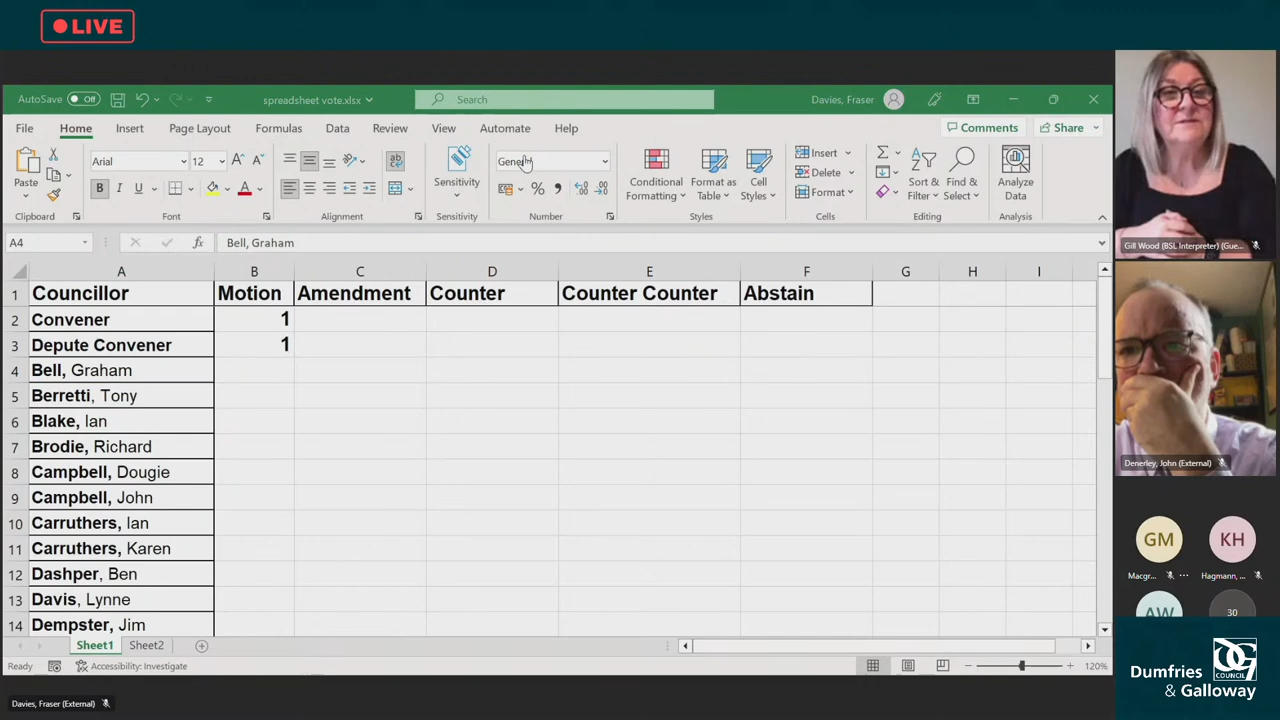 LIVE
AutoSave Off
spreadsheet vote.xlsx
Search
Davies, Fraser
File Home Insert Page Layout Formulas Data Review View Automate Help
Comments Share
Paste
Arial 12
B I U
ab
Sensitivity
%
Conditional Formatting
Format as Table
Cell Styles
Insert
Delete
Format
Sort & Filter
Find & Select
Analyze Data
Clipboard Font Alignment Sensitivity Number Styles Cells Editing Analysis
A4 fx Bell, Graham
A B C D E F G H I
1 Councillor Motion Amendment Counter Counter Counter Abstain
2 Convener 1
3 Depute Convener 1
4 Bell, Graham
5 Berretti, Tony
6 Blake, Ian
7 Brodie, Richard
8 Campbell, Dougie
9 Campbell, John
10 Carruthers, Ian
11 Carruthers, Karen
12 Dashper, Ben
13 Davis, Lynne
14 Dempster, Jim
Sheet1 Sheet2
Ready Accessibility: Investigate 120%
Davies, Fraser (External)
Gill Wood (BSL Interpreter) (Gue...
Denerley, John (External)
GM KH
Macgr... Hagmann, ...
AW 30
Dumfries
& Galloway
COUNCIL